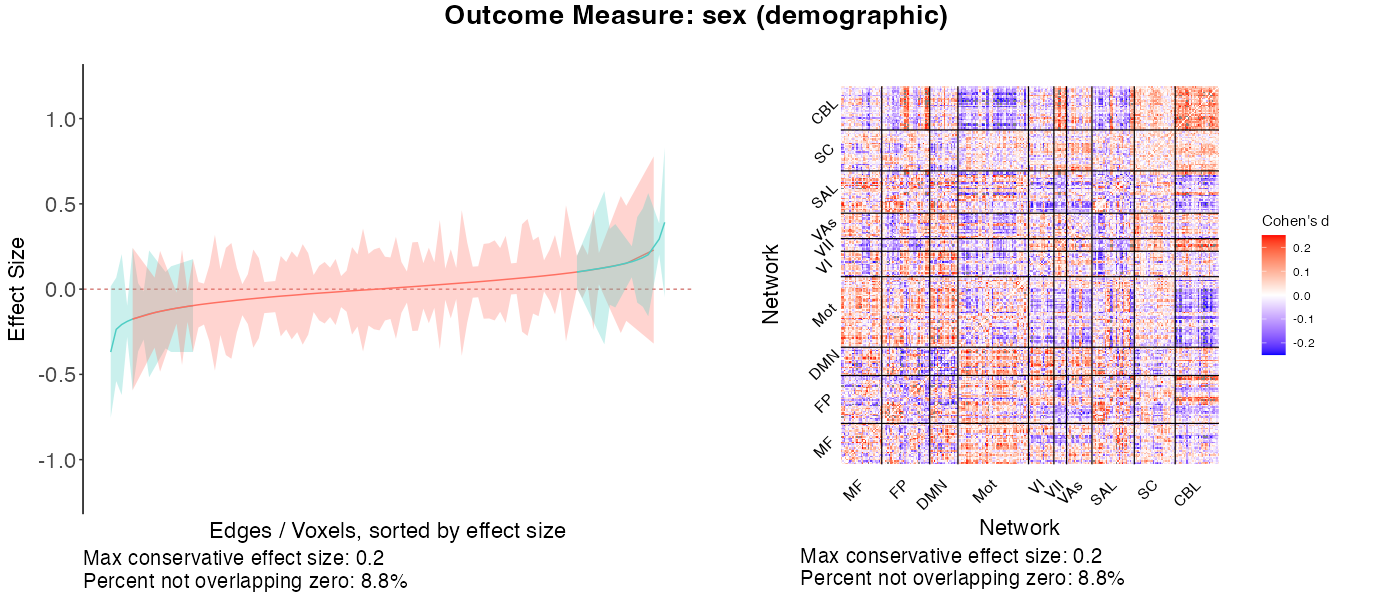 Outcome Measure: sex (demographic)
1.0
0.5
0.0
-0.5
-1.0
Effect Size
Edges / Voxels, sorted by effect size
Max conservative effect size: 0.2
Percent not overlapping zero: 8.8%
CBL
SC
SAL
VAs
VII
VI
Mot
DMN
FP
MF
Network
MF
FP
DMN
Mot
VI
VII
VAs
SAL
SC
CBL
Network
Max conservative effect size: 0.2
Percent not overlapping zero: 8.8%
Cohen's d
0.2
0.1
0.0
-0.1
-0.2